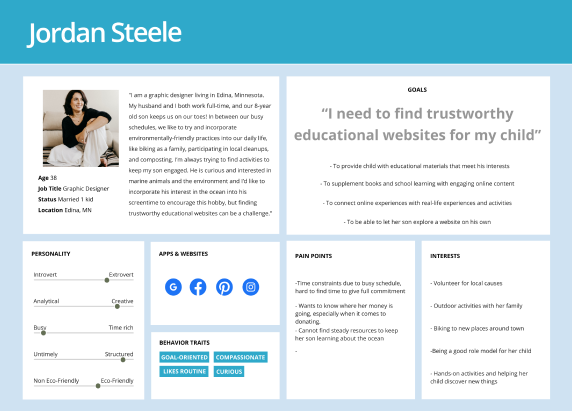 Jordan Steele
"I am a graphic designer living in Edina, Minnesota.
My husband and I both work full-time, and our 8-year
old son keeps us on our toes! In between our busy
schedules, we like to try and incorporate
environmentally-friendly practices into our daily life,
like biking as a family, participating in local cleanups,
and composting. I'm always trying to find activities to
keep my son engaged. He is curious and interested in
marine animals and the environment and I'd like to
incorporate his interest in the ocean into his
screentime to encourage this hobby, but finding
trustworthy educational websites can be a challenge."
Age 38
Job Title Graphic Designer
Status Married 1 kid
Location Edina, MN
GOALS
“I need to find trustworthy
educational websites for my child”
- To provide child with educational materials that meet his interests
- To supplement books and school learning with engaging online content
- To connect online experiences with real-life experiences and activities
- To be able to let her son explore a website on his own
PERSONALITY
Introvert Extrovert
Analytical Creative
Busy Time rich
Untimely Structured
Non Eco-Friendly Eco-Friendly
APPS & WEBSITES
BEHAVIOR TRAITS
GOAL-ORIENTED COMPASSIONATE
LIKES ROUTINE CURIOUS
PAIN POINTS
-Time constraints due to busy schedule,
hard to find time to give full commitment
- Wants to know where her money is
going, especially when it comes to
donating.
- Cannot find steady resources to keep
her son learning about the ocean
-
INTERESTS
- Volunteer for local causes
- Outdoor activities with her family
- Biking to new places around town
-Being a good role model for her child
- Hands-on activities and helping her
child discover new things